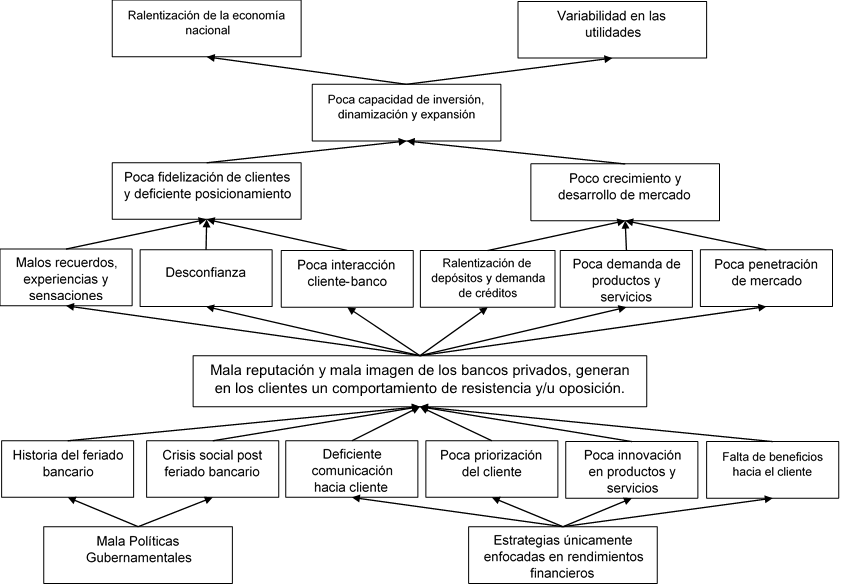 Ralentización de la economía
nacional
Variabilidad en las
utilidades
Poca capacidad de inversión,
dinamización y expansión
Poca fidelización de clientes
y deficiente posicionamiento
Poco crecimiento y
desarrollo de mercado
Malos recuerdos,
experiencias y
sensaciones
Desconfianza
Poca interacción
cliente-banco
Ralentización de
depósitos y demanda
de créditos
Poca demanda de
productos y
servicios
Poca penetración
de mercado
Mala reputación y mala imagen de los bancos privados, generan
en los clientes un comportamiento de resistencia y/u oposición.
Historia del feriado
bancario
Crisis social post
feriado bancario
Deficiente
comunicación
hacia cliente
Poca priorización
del cliente
Poca innovación
en productos y
servicios
Falta de beneficios
hacia el cliente
Mala Políticas
Gubernamentales
Estrategias únicamente
enfocadas en rendimientos
financieros